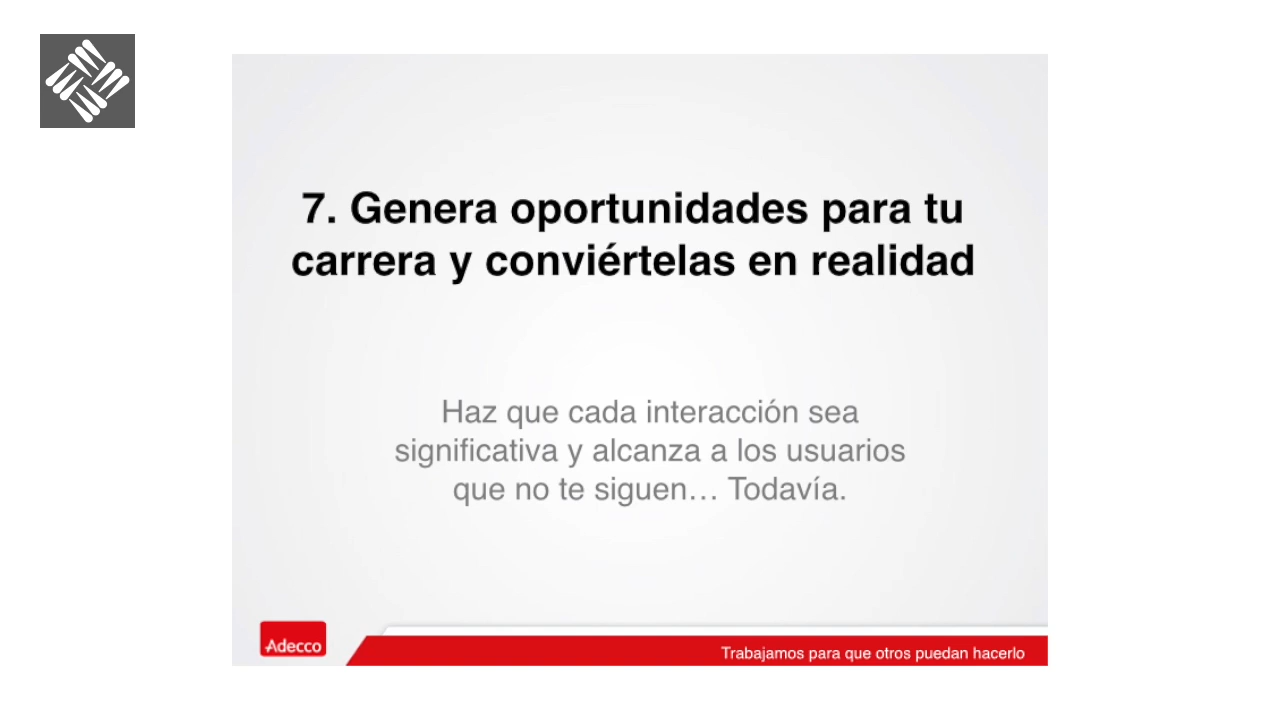 7. Genera oportunidades para tu
carrera y conviértelas en realidad
Haz que cada interacción sea
significativa y alcanza a los usuarios
que no te siguen… Todavía.
Adecco
Trabajamos para que otros puedan hacerlo